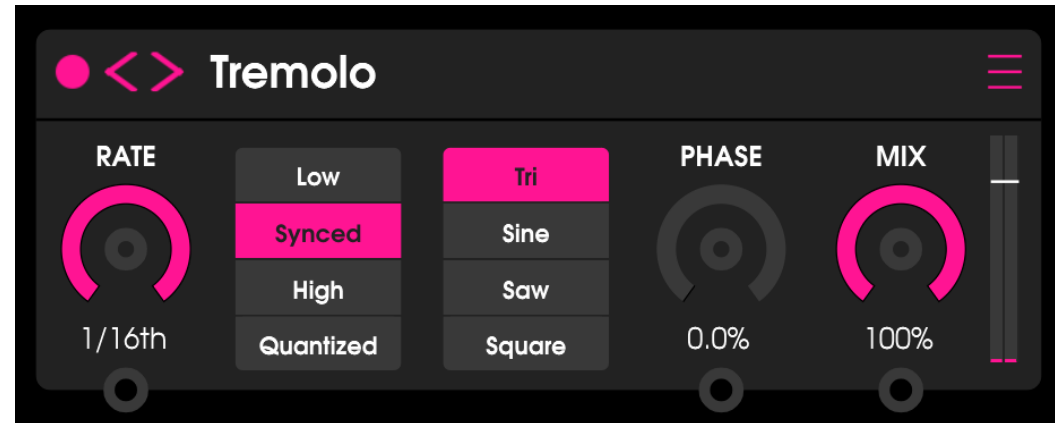 Tremolo
RATE
1/16th
Low
Synced
High
Quantized
Tri
Sine
Saw
Square
PHASE
0.0%
MIX
100%